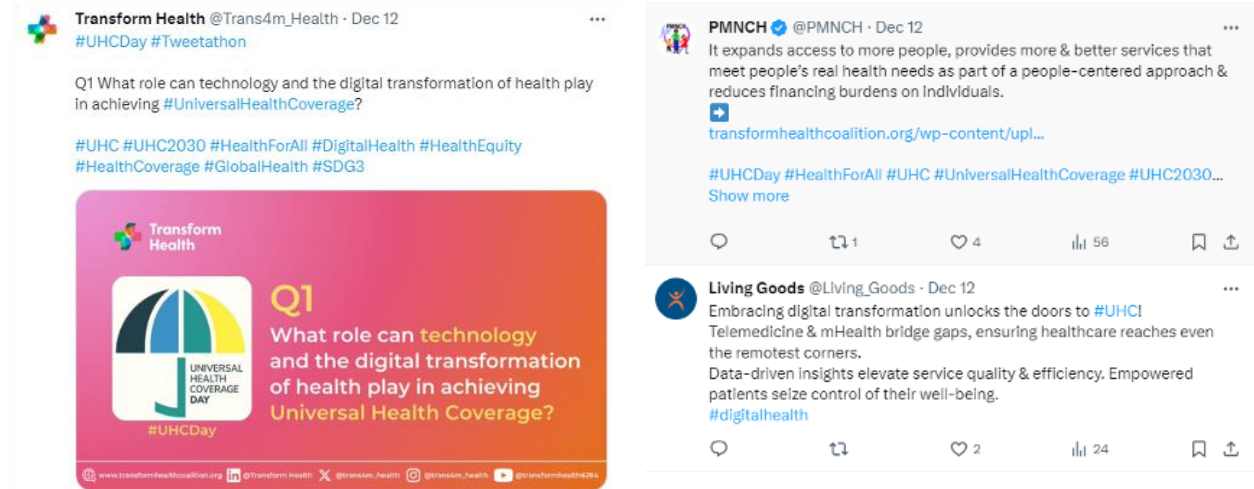 Transform Health @Trans4m_Health · Dec 12
#UHCDay #Tweetathon
Q1 What role can technology and the digital transformation of health play
in achieving #UniversalHealthCoverage?
#UHC #UHC2030 #HealthForAll #DigitalHealth #HealthEquity
#HealthCoverage #GlobalHealth #SDG3
Transform
Health
UNIVERSAL
HEALTH
COVERAGE
DAY
#UHCDay
Q1
What role can technology
and the digital transformation
of health play in achieving
Universal Health Coverage?
www.transformhealthcoalition.org @Transform Health @trans4m_health @trans4m_health @transformhealth6294
PMNCH @PMNCH · Dec 12
It expands access to more people, provides more & better services that
meet people's real health needs as part of a people-centered approach &
reduces financing burdens on individuals.
transformhealthcoalition.org/wp-content/upl...
#UHCDay #HealthForAll #UHC #UniversalHealthCoverage #UHC2030...
Show more
1 4 56
Living Goods @Living_Goods · Dec 12
Embracing digital transformation unlocks the doors to #UHC!
Telemedicine & mHealth bridge gaps, ensuring healthcare reaches even
the remotest corners.
Data-driven insights elevate service quality & efficiency. Empowered
patients seize control of their well-being.
#digitalhealth
2 24